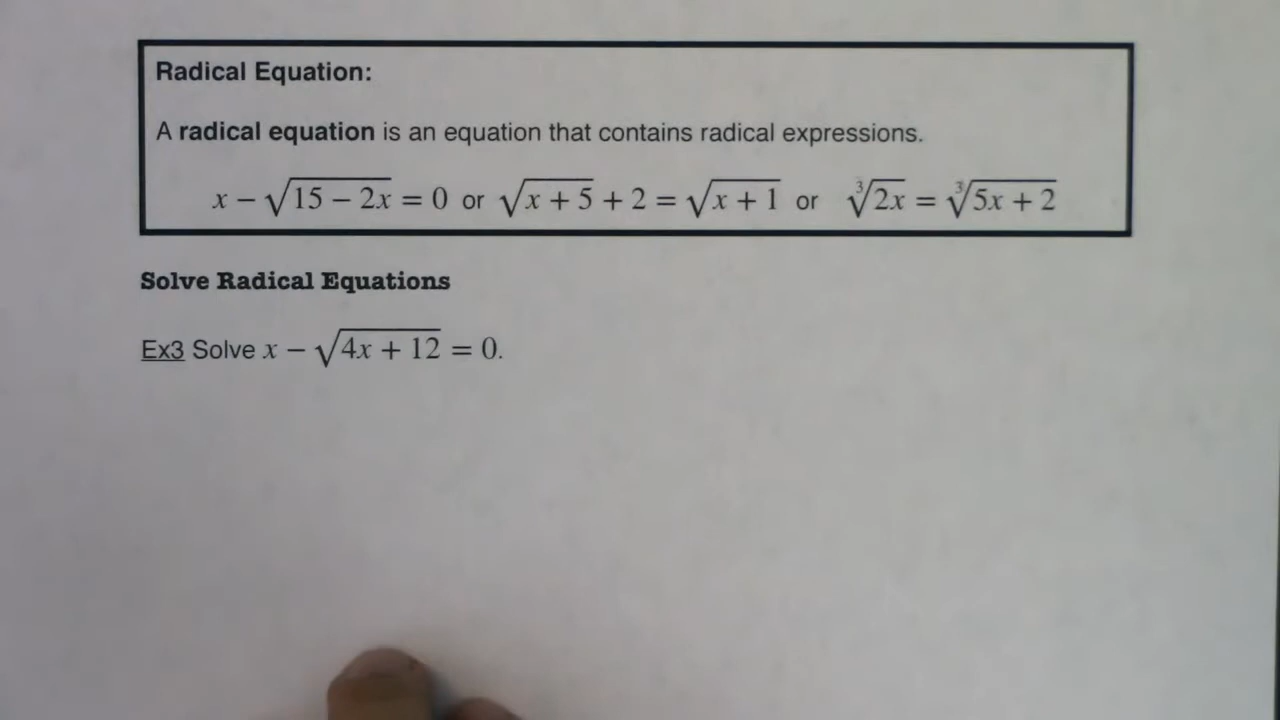 Radical Equation:
A radical equation is an equation that contains radical expressions.
x − √(15 − 2x) = 0 or √(x + 5) + 2 = √(x + 1) or ∛(2x) = ∛(5x + 2)
Solve Radical Equations
Ex3 Solve x − √(4x + 12) = 0.